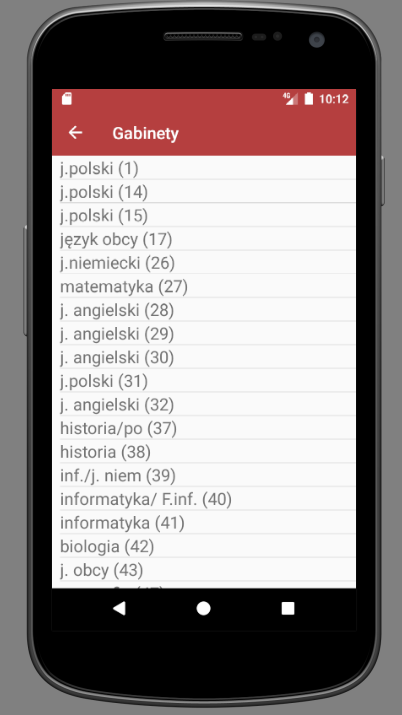 4G 10:12
Gabinety
j.polski (1)
j.polski (14)
j.polski (15)
język obcy (17)
j.niemiecki (26)
matematyka (27)
j. angielski (28)
j. angielski (29)
j. angielski (30)
j.polski (31)
j. angielski (32)
historia/po (37)
historia (38)
inf./j. niem (39)
informatyka/ F.inf. (40)
informatyka (41)
biologia (42)
j. obcy (43)